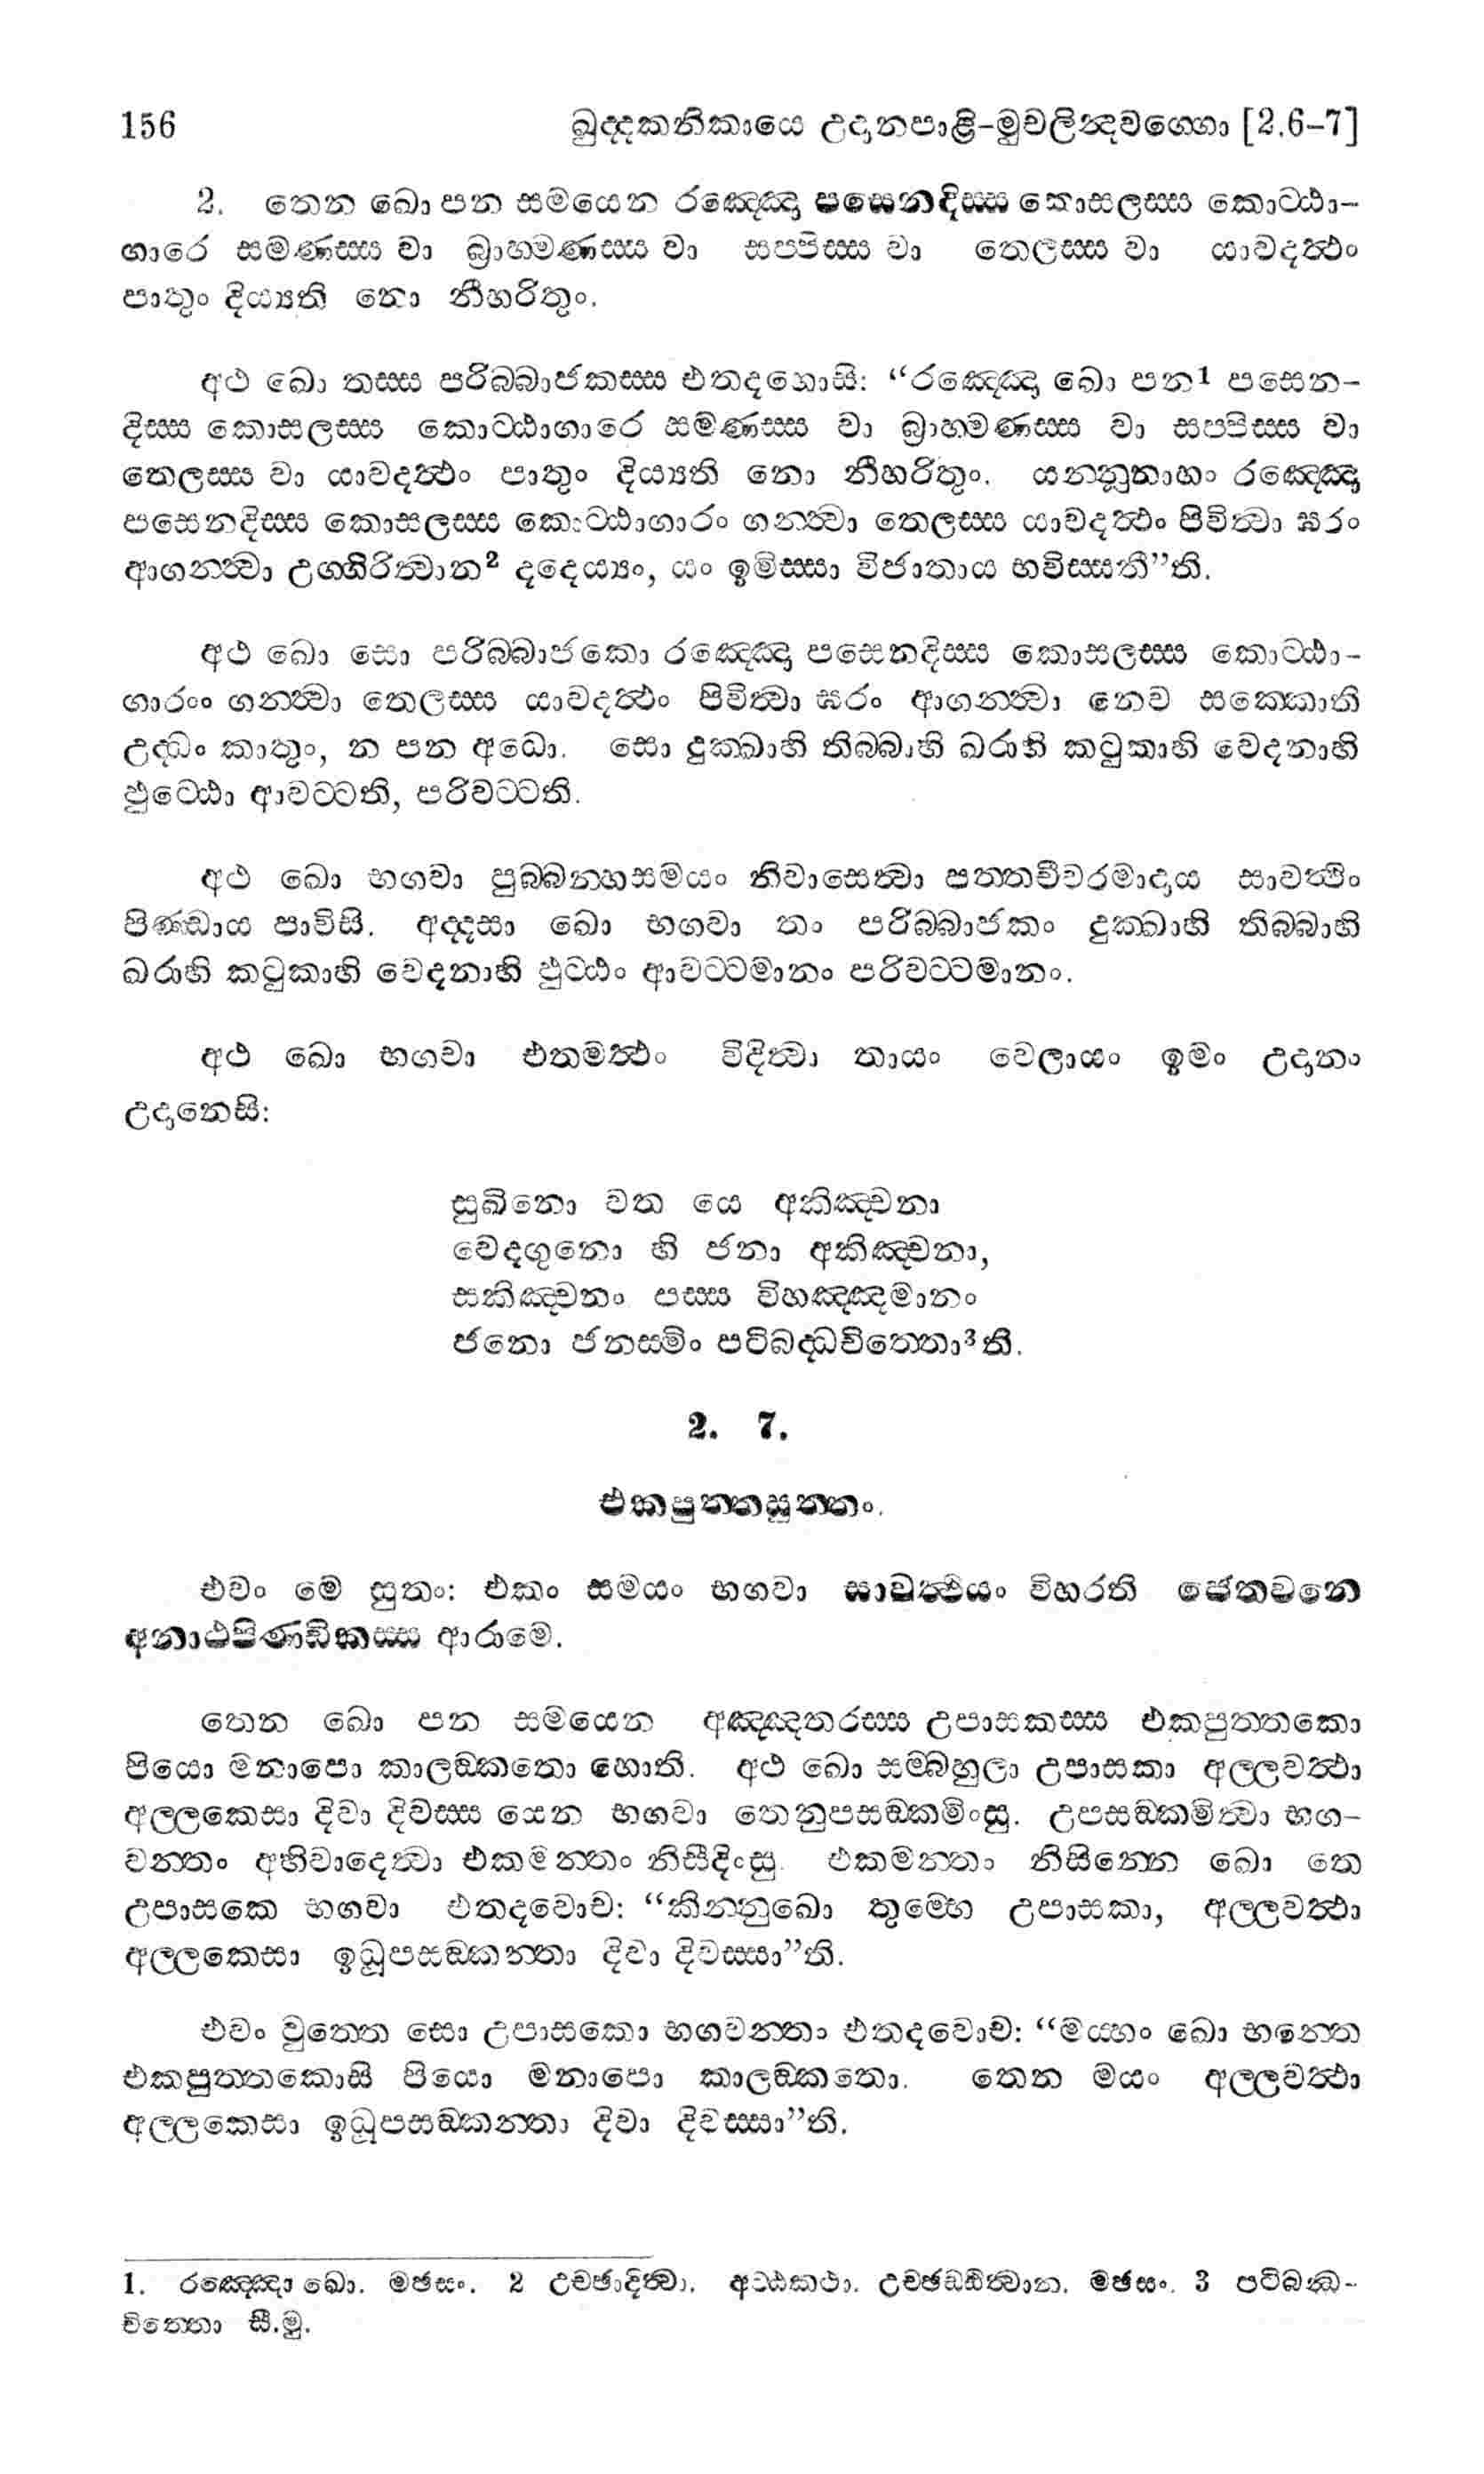 156 ඛුද්දකනිකායෙ උදානපාළි-මුචලින්දවග්ගො [2.6-7]
2. තෙන ඛො පන සමයෙන රඤ්ඤො පසෙනදිස්ස කොසලස්ස කොට්ඨා-
ගාරෙ සමණස්ස වා බ්‍රාහ්මණස්ස වා සප්පිස්ස වා තෙලස්ස වා යාවදත්‍ථං
පාතුං දිය්‍යති නො නීහරිතුං.
අථ ඛො තස්ස පරිබ්බාජකස්ස එතදහොසි: “රඤ්ඤො ඛො පන1 පසෙන-
දිස්ස කොසලස්ස කොට්ඨාගාරෙ සමණස්ස වා බ්‍රාහ්මණස්ස වා සප්පිස්ස වා
තෙලස්ස වා යාවදත්‍ථං පාතුං දිය්‍යති නො නීහරිතුං. යන්නූනාහං රඤ්ඤො
පසෙනදිස්ස කොසලස්ස කොට්ඨාගාරං ගන්ත්‍වා තෙලස්ස යාවදත්‍ථං පිවිත්‍වා ඝරං
ආගන්ත්‍වා උග්ගිරිත්‍වාන2 දදෙය්‍යං, යං ඉමිස්සා විජාතාය භවිස්සතී”ති.
අථ ඛො සො පරිබ්බාජකො රඤ්ඤො පසෙනදිස්ස කොසලස්ස කොට්ඨා-
ගාරංං ගන්ත්‍වා තෙලස්ස යාවදත්‍ථං පිවිත්‍වා ඝරං ආගන්ත්‍වා නෙව සක්කොති
උද්ධං කාතුං, න පන අධො. සො දුක්ඛාහි තිබ්බාහි ඛරාහි කටුකාහි වෙදනාහි
ඵුට්ඨො ආවට්ටති, පරිවට්ටති.
අථ ඛො භගවා පුබ්බන්හසමයං නිවාසෙත්‍වා පත්තචීවරමාදාය සාවත්‍ථිං
පිණ්ඩාය පාවිසි. අද්දසා ඛො භගවා තං පරිබ්බාජකං දුක්ඛාහි තිබ්බාහි
ඛරාහි කටුකාහි වෙදනාහි ඵුට්ඨං ආවට්ටමානං පරිවට්ටමානං.
අථ ඛො භගවා එතමත්‍ථං විදිත්‍වා තායං වෙලායං ඉමං උදානං
උදානෙසි:
සුඛිනො වත යෙ අකිඤ්චනා
වෙදගුනො හි ජනා අකිඤ්චනා,
සකිඤ්චනං පස්ස විහඤ්ඤමානං
ජනො ජනස්මිං පටිබද්ධචිත්තො3ති.
2. 7.
එකපුත්තසුත්තං.
එවං මෙ සුතං: එකං සමයං භගවා සාවත්‍ථියං විහරති ජේතවනෙ
අනාථපිණ්ඩිකස්ස ආරාමෙ.
තෙන ඛො පන සමයෙන අඤ්ඤතරස්ස උපාසකස්ස එකපුත්තකො
පියො මනාපො කාලඞ්කතො හොති. අථ ඛො සම්බහුලා උපාසකා අල්ලවත්‍ථා
අල්ලකෙසා දිවා දිවස්ස යෙන භගවා තෙනුපසඞ්කමිංසු. උපසඞ්කමිත්‍වා භග-
වන්තං අභිවාදෙත්‍වා එකමන්තං නිසීදිංසු. එකමන්තං නිසින්නෙ ඛො තෙ
උපාසකෙ භගවා එතදවොච: “කින්නුඛො තුම්හෙ උපාසකා, අල්ලවත්‍ථා
අල්ලකෙසා ඉධූපසඞ්කන්තා දිවා දිවස්සා”ති.
එවං වුත්තෙ සො උපාසකො භගවන්තං එතදවොච: “මය්හං ඛො භන්තෙ
එකපුත්තකොසි පියො මනාපො කාලඞ්කතො. තෙන මයං අල්ලවත්‍ථා
අල්ලකෙසා ඉධූපසඞ්කන්තා දිවා දිවස්සා”ති.
1. රඤ්ඤො ඛො. මජසං. 2 උච්ඡාදිත්‍වා. අට්ඨකථා. උච්ඡඩ්ඩිත්‍වාන. මජසං. 3 පටිබන්ධ-
චිත්තො සී.මු.